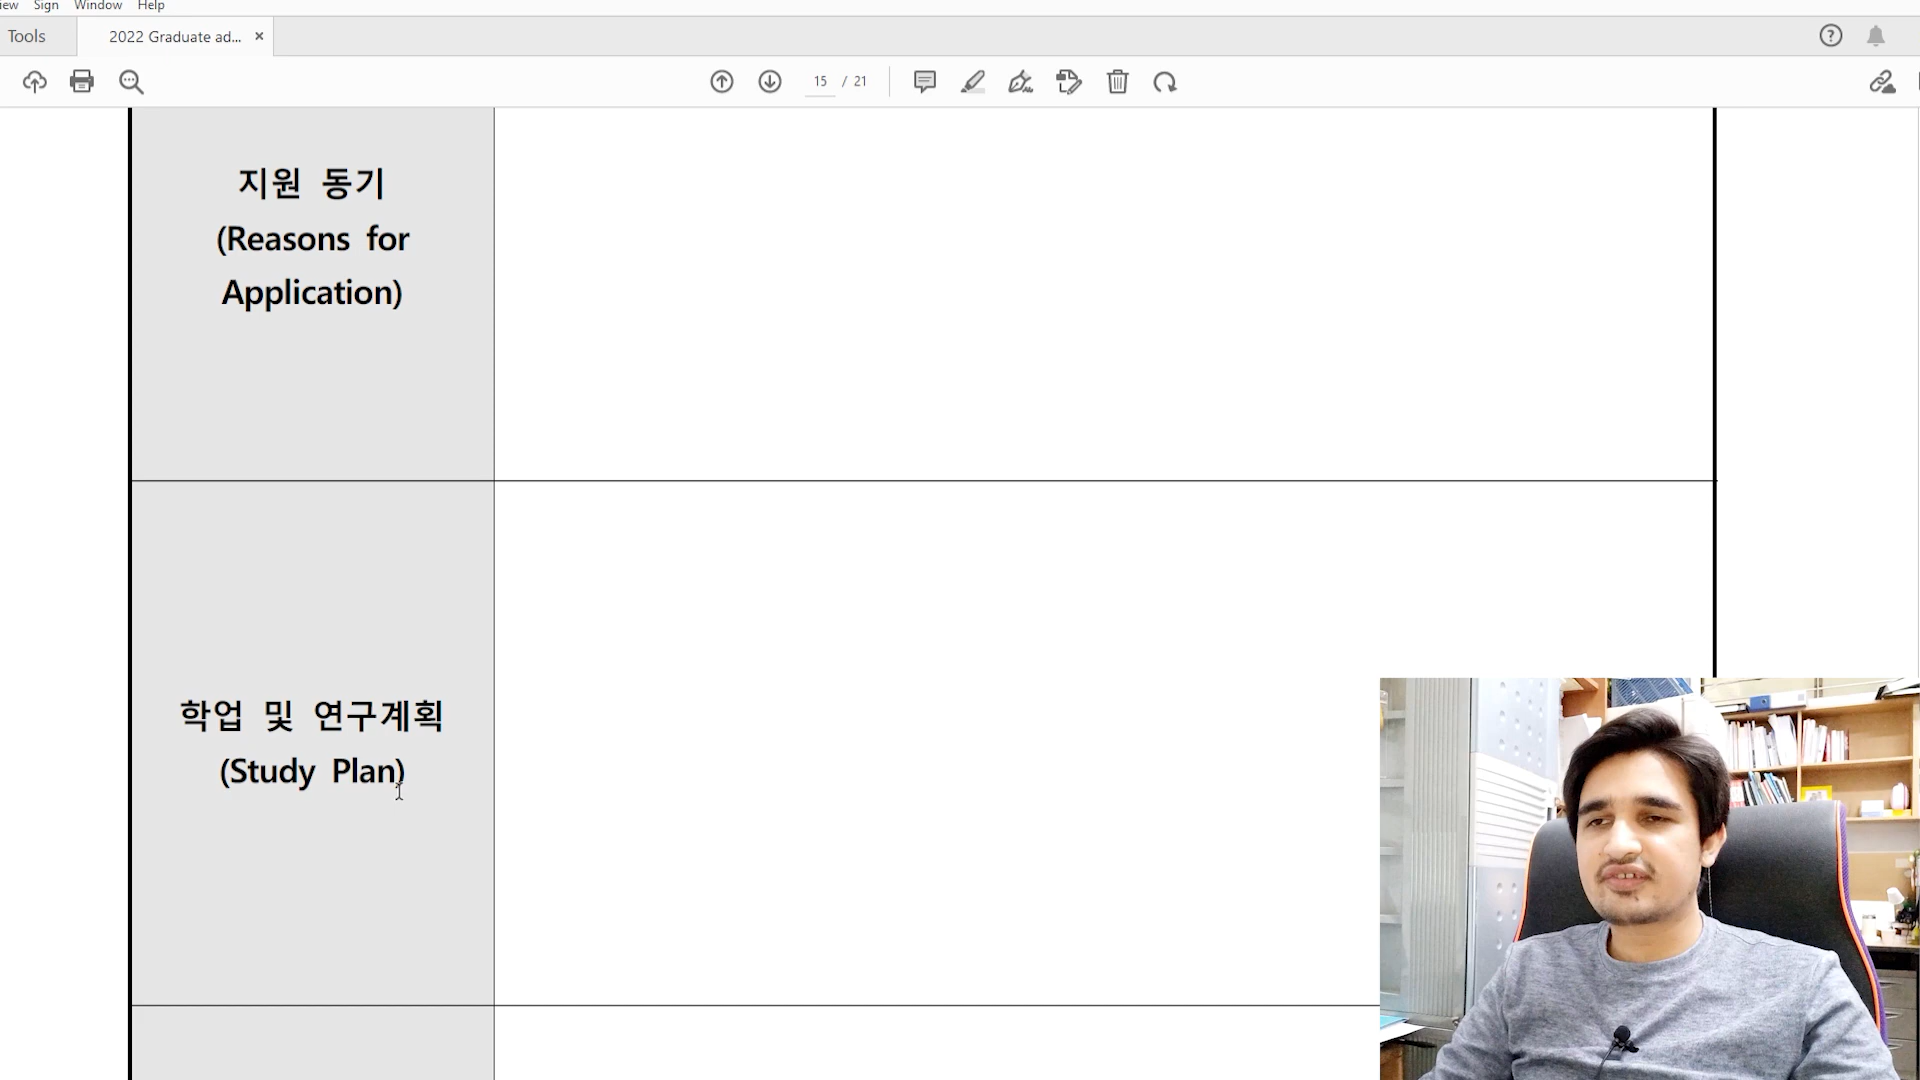 Sign Window Help
Tools 2022 Graduate ad... ×
15 / 21
지원 동기
(Reasons for
Application)
학업 및 연구계획
(Study Plan)